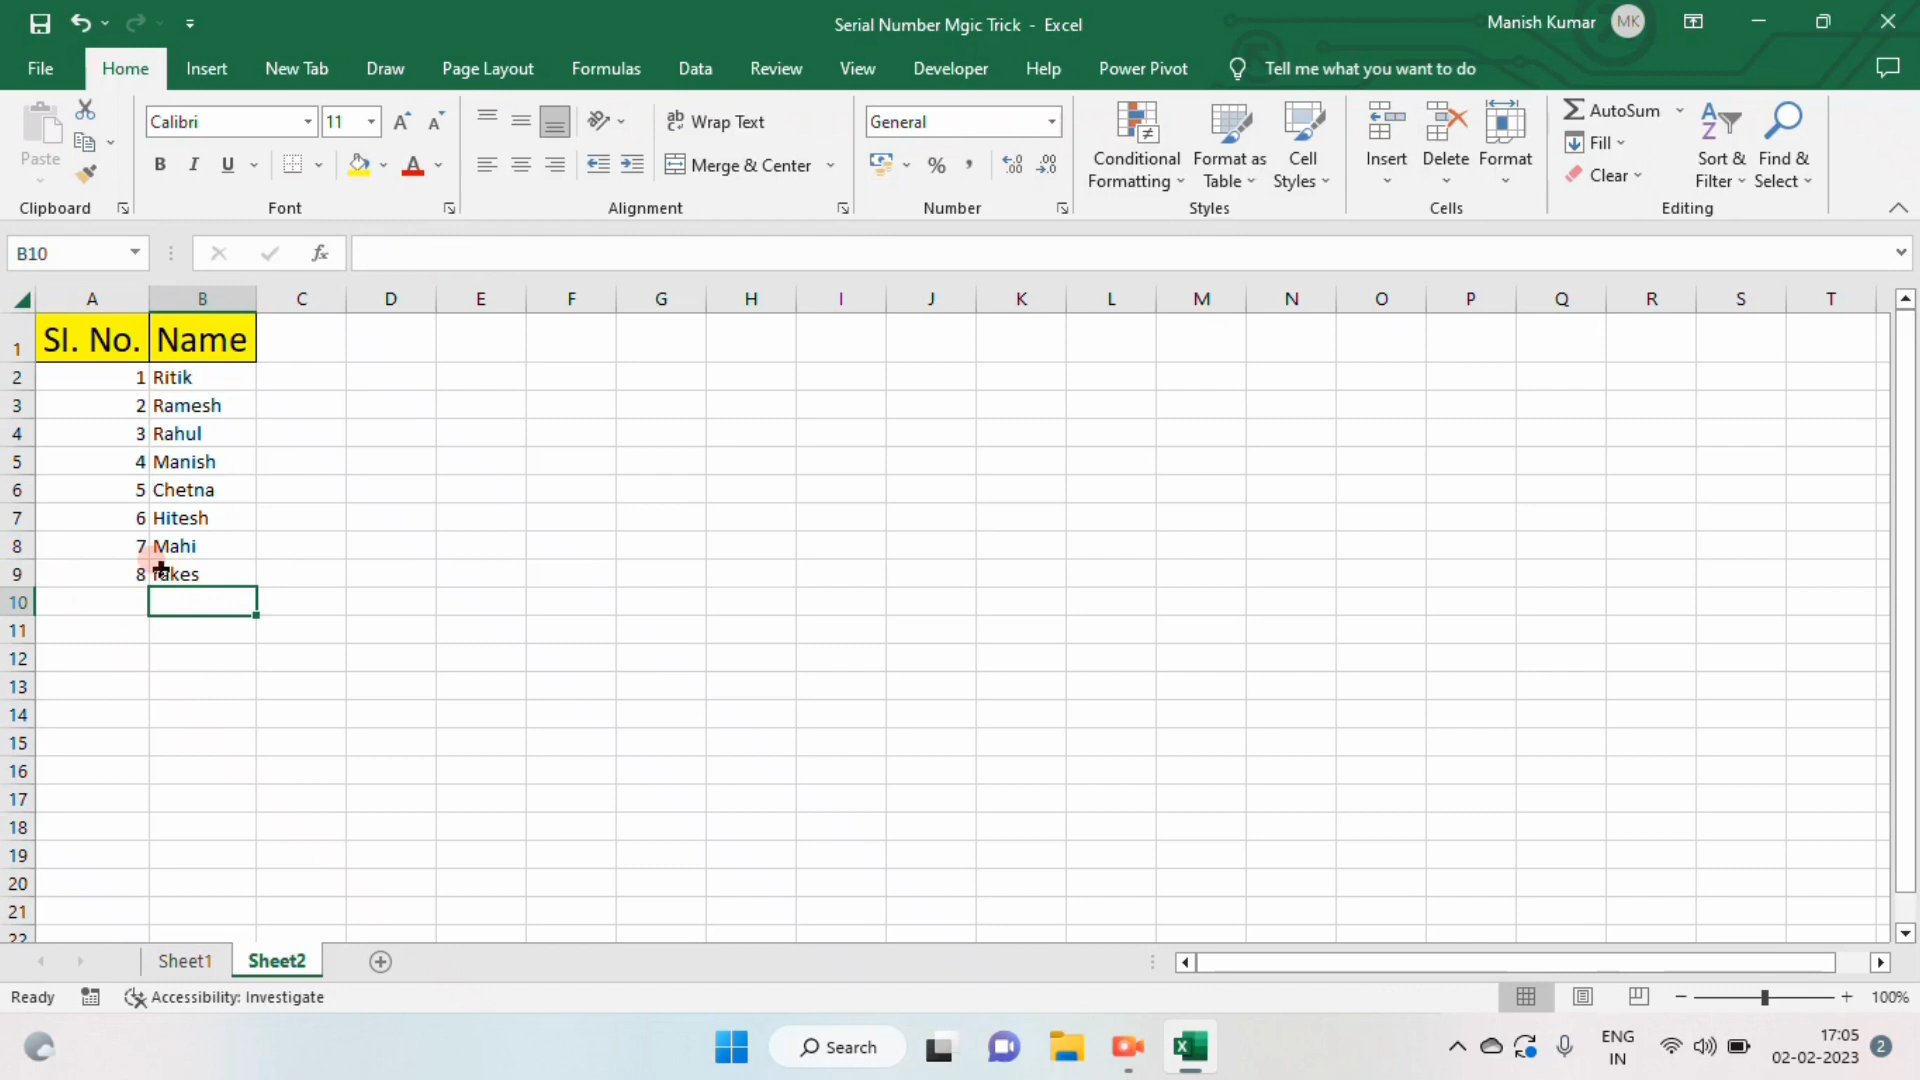 Serial Number Mgic Trick - Excel
Manish Kumar MK
File Home Insert New Tab Draw Page Layout Formulas Data Review View Developer Help Power Pivot Tell me what you want to do
Paste
Clipboard
Calibri 11
B I U A
Font
ab Wrap Text
Merge & Center
Alignment
General
% , .00
Number
Conditional Formatting
Format as Table
Cell Styles
Styles
Insert Delete Format
Cells
AutoSum
Fill
Clear
Sort & Filter
Find & Select
Editing
B10 fx
A B C D E F G H I J K L M N O P Q R S T
1 SI. No. Name
2 1 Ritik
3 2 Ramesh
4 3 Rahul
5 4 Manish
6 5 Chetna
7 6 Hitesh
8 7 Mahi
9 8
10
11
12
13
14
15
16
17
18
19
20
21
22
Sheet1 Sheet2
Ready Accessibility: Investigate 100%
Search
ENG
IN
17:05
02-02-2023
2